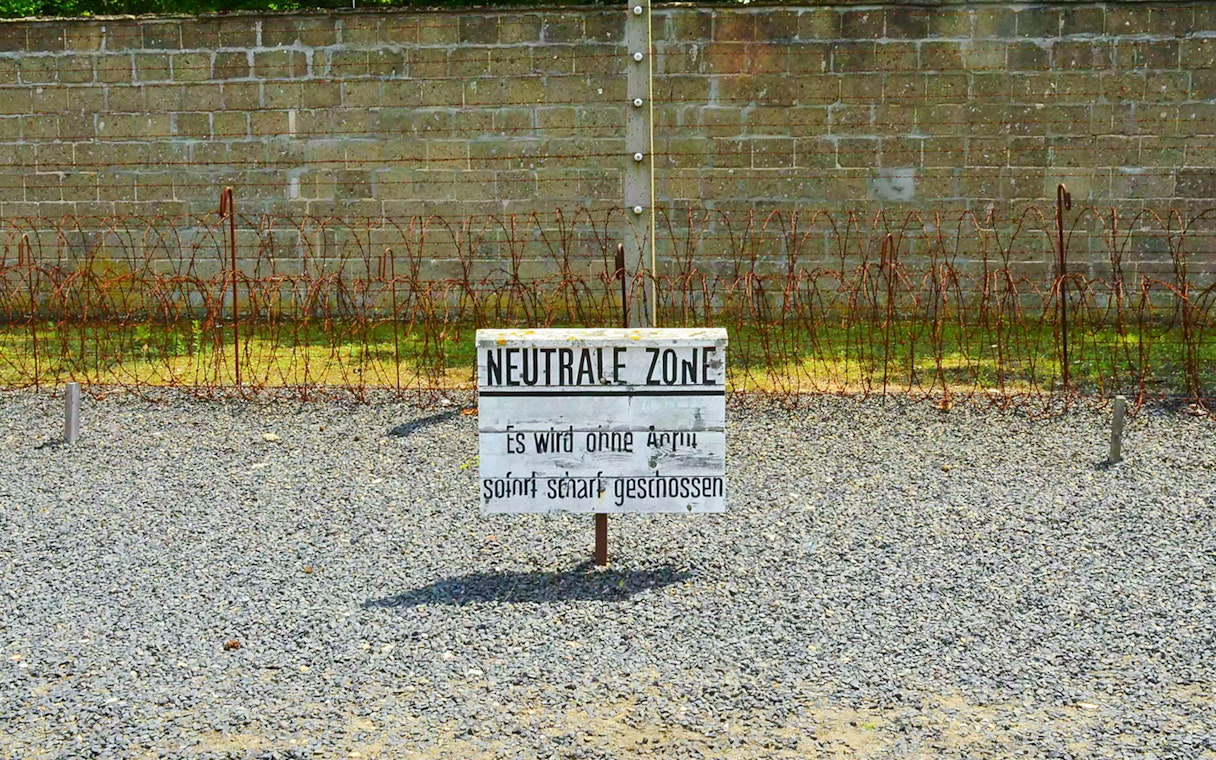 NEUTRALE ZONE
Es wird ohne Anruf
sofort scharf geschossen